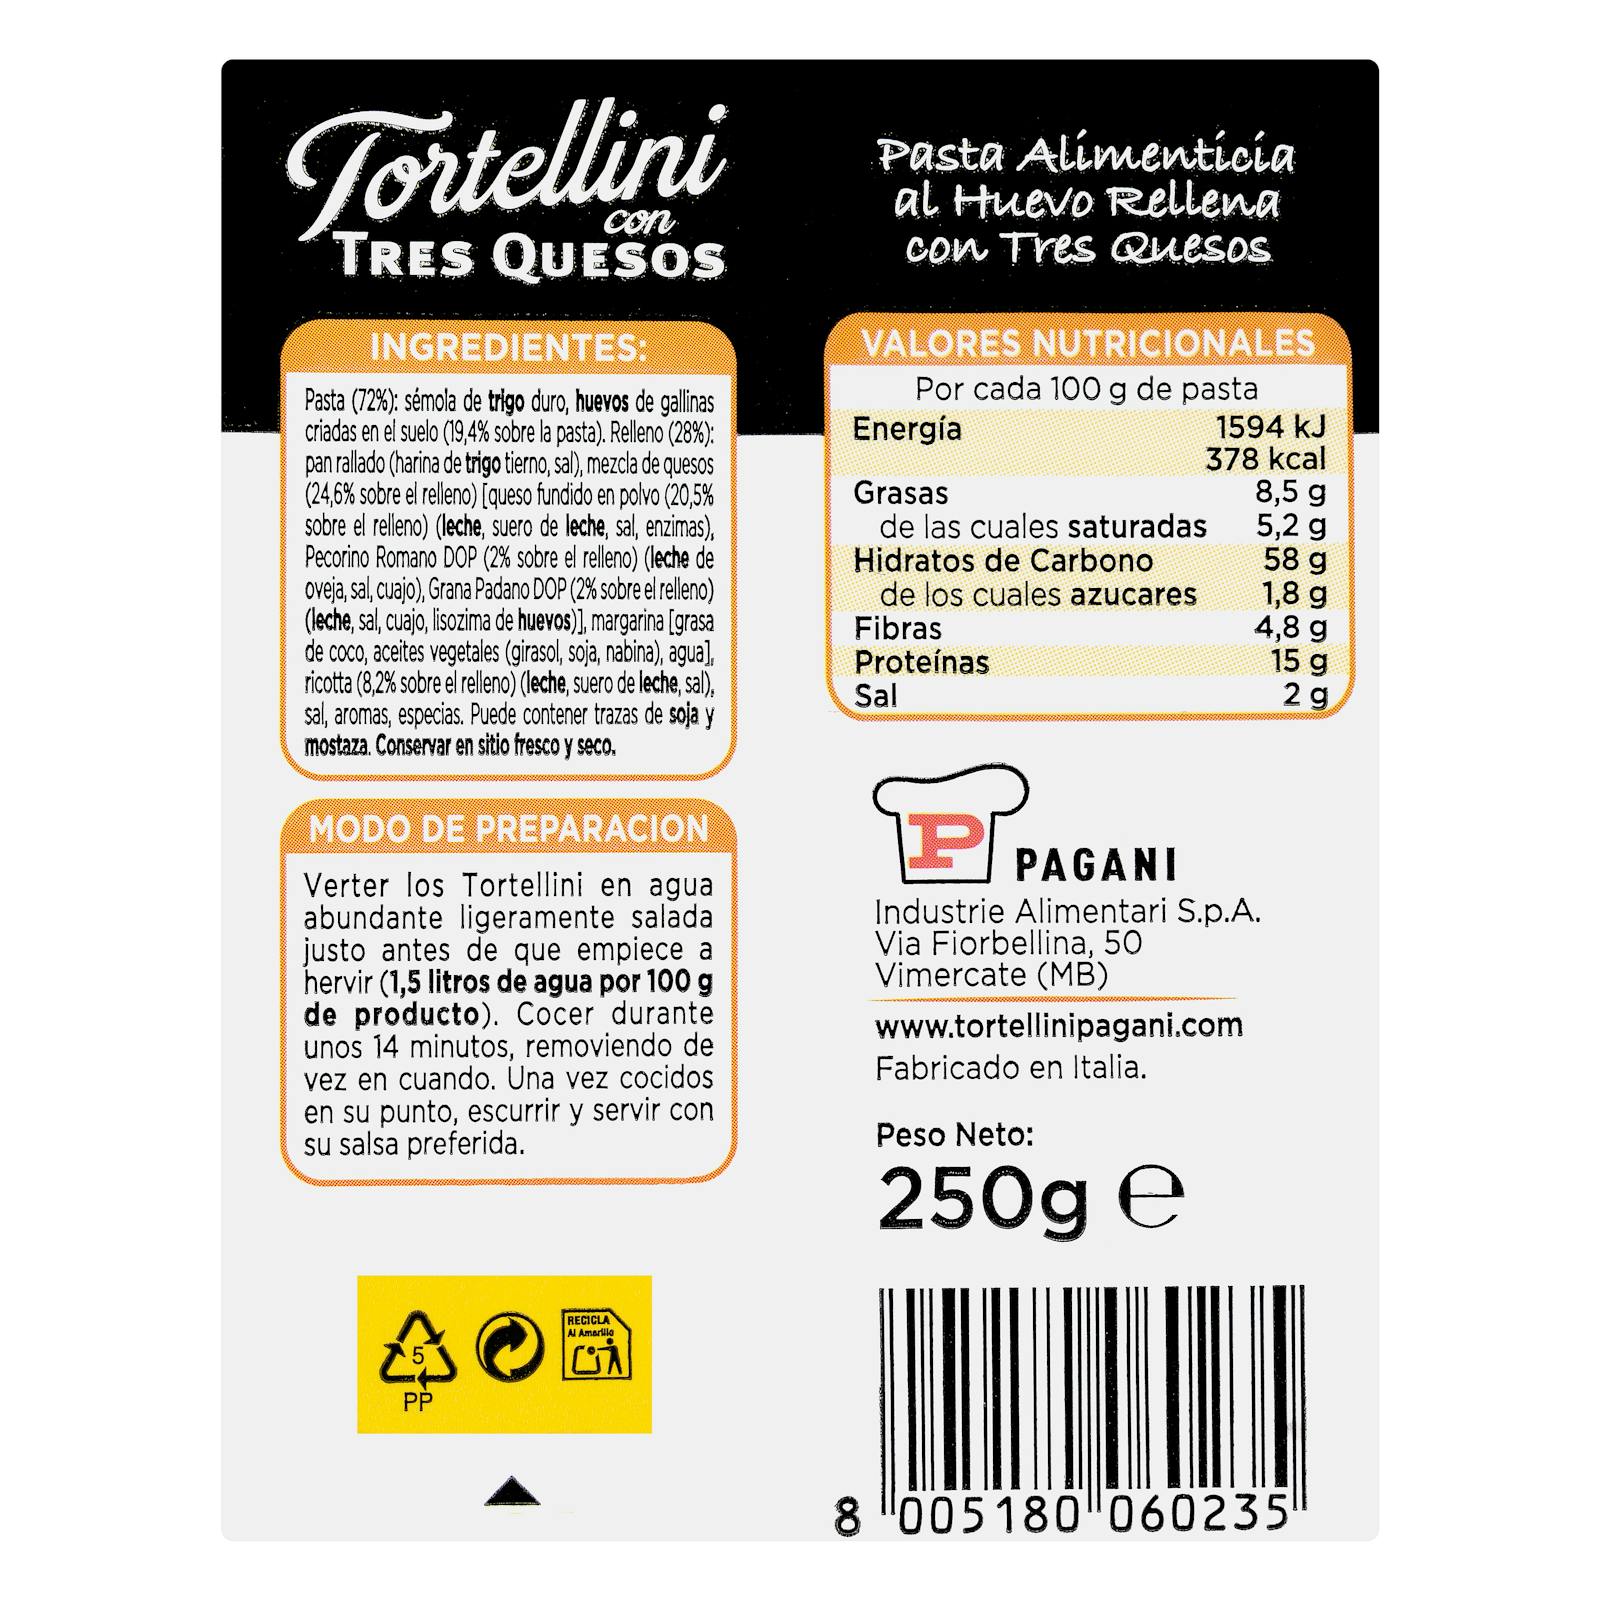 Tortellini
con
TRES QUESOS
INGREDIENTES:
Pasta (72%): sémola de trigo duro, huevos de gallinas
criadas en el suelo (19,4% sobre la pasta). Relleno (28%):
pan rallado (harina de trigo tierno, sal), mezcla de quesos
(24,6% sobre el relleno) [queso fundido en polvo (20,5%
sobre el relleno) (leche, suero de leche, sal, enzimas),
Pecorino Romano DOP (2% sobre el relleno) (leche de
oveja, sal, cuajo), Grana Padano DOP (2% sobre el relleno)
(leche, sal, cuajo, lisozima de huevos)], margarina [grasa
de coco, aceites vegetales (girasol, soja, nabina), agua],
ricotta (8,2% sobre el relleno) (leche, suero de leche, sal),
sal, aromas, especias. Puede contener trazas de soja y
mostaza. Conservar en sitio fresco y seco.
MODO DE PREPARACION
Verter los Tortellini en agua
abundante ligeramente salada
justo antes de que empiece a
hervir (1,5 litros de agua por 100 g
de producto). Cocer durante
unos 14 minutos, removiendo de
vez en cuando. Una vez cocidos
en su punto, escurrir y servir con
su salsa preferida.
5
PP
RECICLA
Al Amarillo
Pasta Alimenticia
al Huevo Rellena
con Tres Quesos
VALORES NUTRICIONALES
Por cada 100 g de pasta
Energía 1594 kJ
378 kcal
Grasas 8,5 g
de las cuales saturadas 5,2 g
Hidratos de Carbono 58 g
de los cuales azucares 1,8 g
Fibras 4,8 g
Proteínas 15 g
Sal 2 g
P PAGANI
Industrie Alimentari S.p.A.
Via Fiorbellina, 50
Vimercate (MB)
www.tortellinipagani.com
Fabricado en Italia.
Peso Neto:
250g e
8 005180 060235